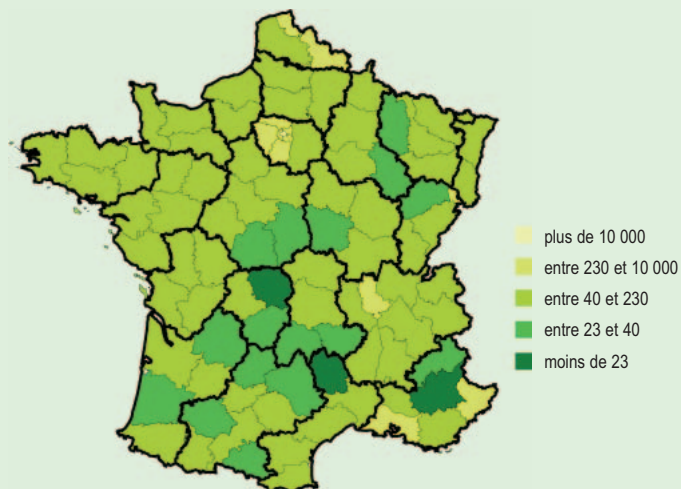 plus de 10 000
entre 230 et 10 000
entre 40 et 230
entre 23 et 40
moins de 23